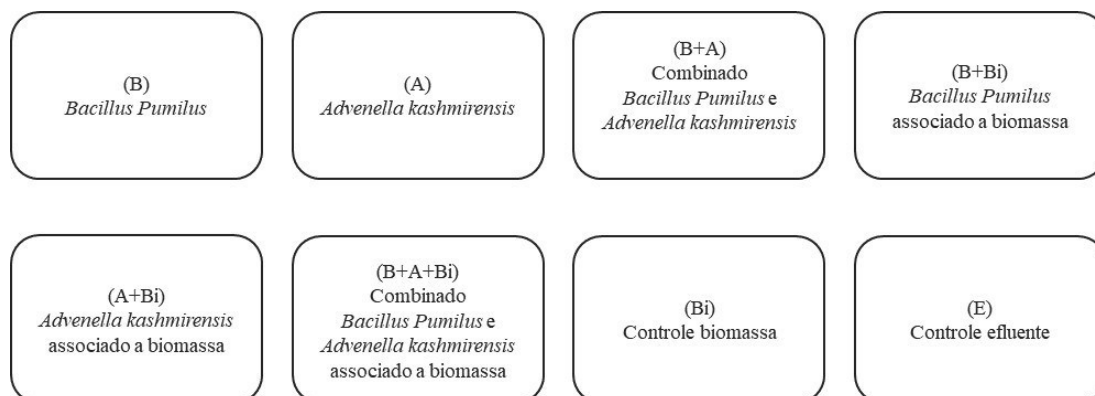 (B)
Bacillus Pumilus
(A)
Advenella kashmirensis
(B+A)
Combinado
Bacillus Pumilus e
Advenella kashmirensis
(B+Bi)
Bacillus Pumilus
associado a biomassa
(A+Bi)
Advenella kashmirensis
associado a biomassa
(B+A+Bi)
Combinado
Bacillus Pumilus e
Advenella kashmirensis
associado a biomassa
(Bi)
Controle biomassa
(E)
Controle efluente